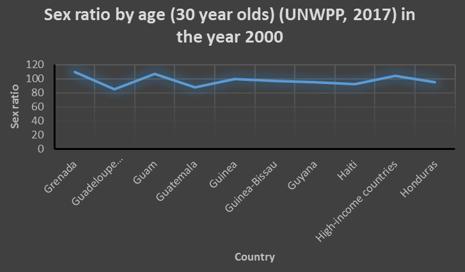 Sex ratio by age (30 year olds) (UNWPP, 2017) in
the year 2000
120
100
80
60
40
20
0
Sex ratio
Grenada
Guadeloupe…
Guam
Guatemala
Guinea
Guinea-Bissau
Guyana
Haiti
High-income countries
Honduras
Country